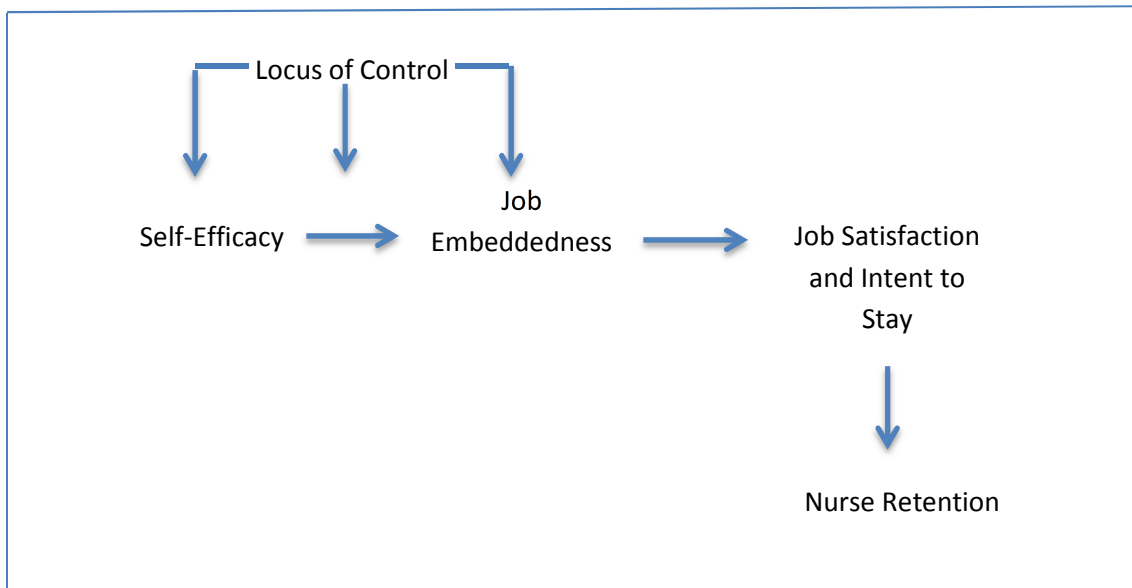 Locus of Control
Self-Efficacy
Job
Embeddedness
Job Satisfaction
and Intent to
Stay
Nurse Retention